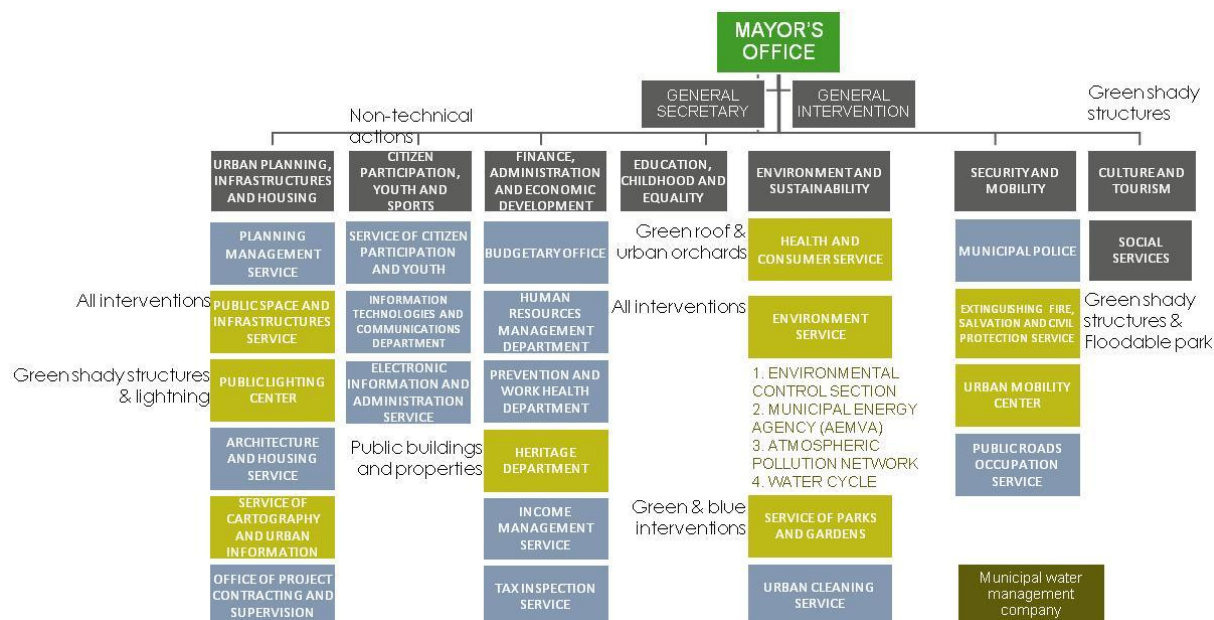 MAYOR'S
OFFICE
GENERAL
SECRETARY
GENERAL
INTERVENTION
Green shady
structures
Non-technical
actions
URBAN PLANNING,
INFRASTRUCTURES
AND HOUSING
CITIZEN
PARTICIPATION,
YOUTH AND
SPORTS
FINANCE,
ADMINISTRATION
AND ECONOMIC
DEVELOPMENT
EDUCATION,
CHILDHOOD AND
EQUALITY
ENVIRONMENT AND
SUSTAINABILITY
SECURITY AND
MOBILITY
CULTURE AND
TOURISM
PLANNING
MANAGEMENT
SERVICE
SERVICE OF CITIZEN
PARTICIPATION
AND YOUTH
BUDGETARY OFFICE
Green roof &
urban orchards
HEALTH AND
CONSUMER SERVICE
MUNICIPAL POLICE
SOCIAL
SERVICES
All interventions
PUBLIC SPACE AND
INFRASTRUCTURES
SERVICE
INFORMATION
TECHNOLOGIES AND
COMMUNICATIONS
DEPARTMENT
HUMAN
RESOURCES
MANAGEMENT
DEPARTMENT
All interventions
ENVIRONMENT
SERVICE
EXTINGUISHING FIRE,
SALVATION AND CIVIL
PROTECTION SERVICE
Green shady
structures &
Floodable park
Green shady structures
& lightning
PUBLIC LIGHTING
CENTER
ELECTRONIC
INFORMATION AND
ADMINISTRATION
SERVICE
PREVENTION AND
WORK HEALTH
DEPARTMENT
1. ENVIRONMENTAL
CONTROL SECTION
2. MUNICIPAL ENERGY
AGENCY (AEMVA)
3. ATMOSPHERIC
POLLUTION NETWORK
4. WATER CYCLE
URBAN MOBILITY
CENTER
ARCHITECTURE
AND HOUSING
SERVICE
Public buildings
and properties
HERITAGE
DEPARTMENT
PUBLIC ROADS
OCCUPATION
SERVICE
SERVICE OF
CARTOGRAPHY
AND URBAN
INFORMATION
INCOME
MANAGEMENT
SERVICE
Green & blue
interventions
SERVICE OF PARKS
AND GARDENS
OFFICE OF PROJECT
CONTRACTING AND
SUPERVISION
TAX INSPECTION
SERVICE
URBAN CLEANING
SERVICE
Municipal water
management
company